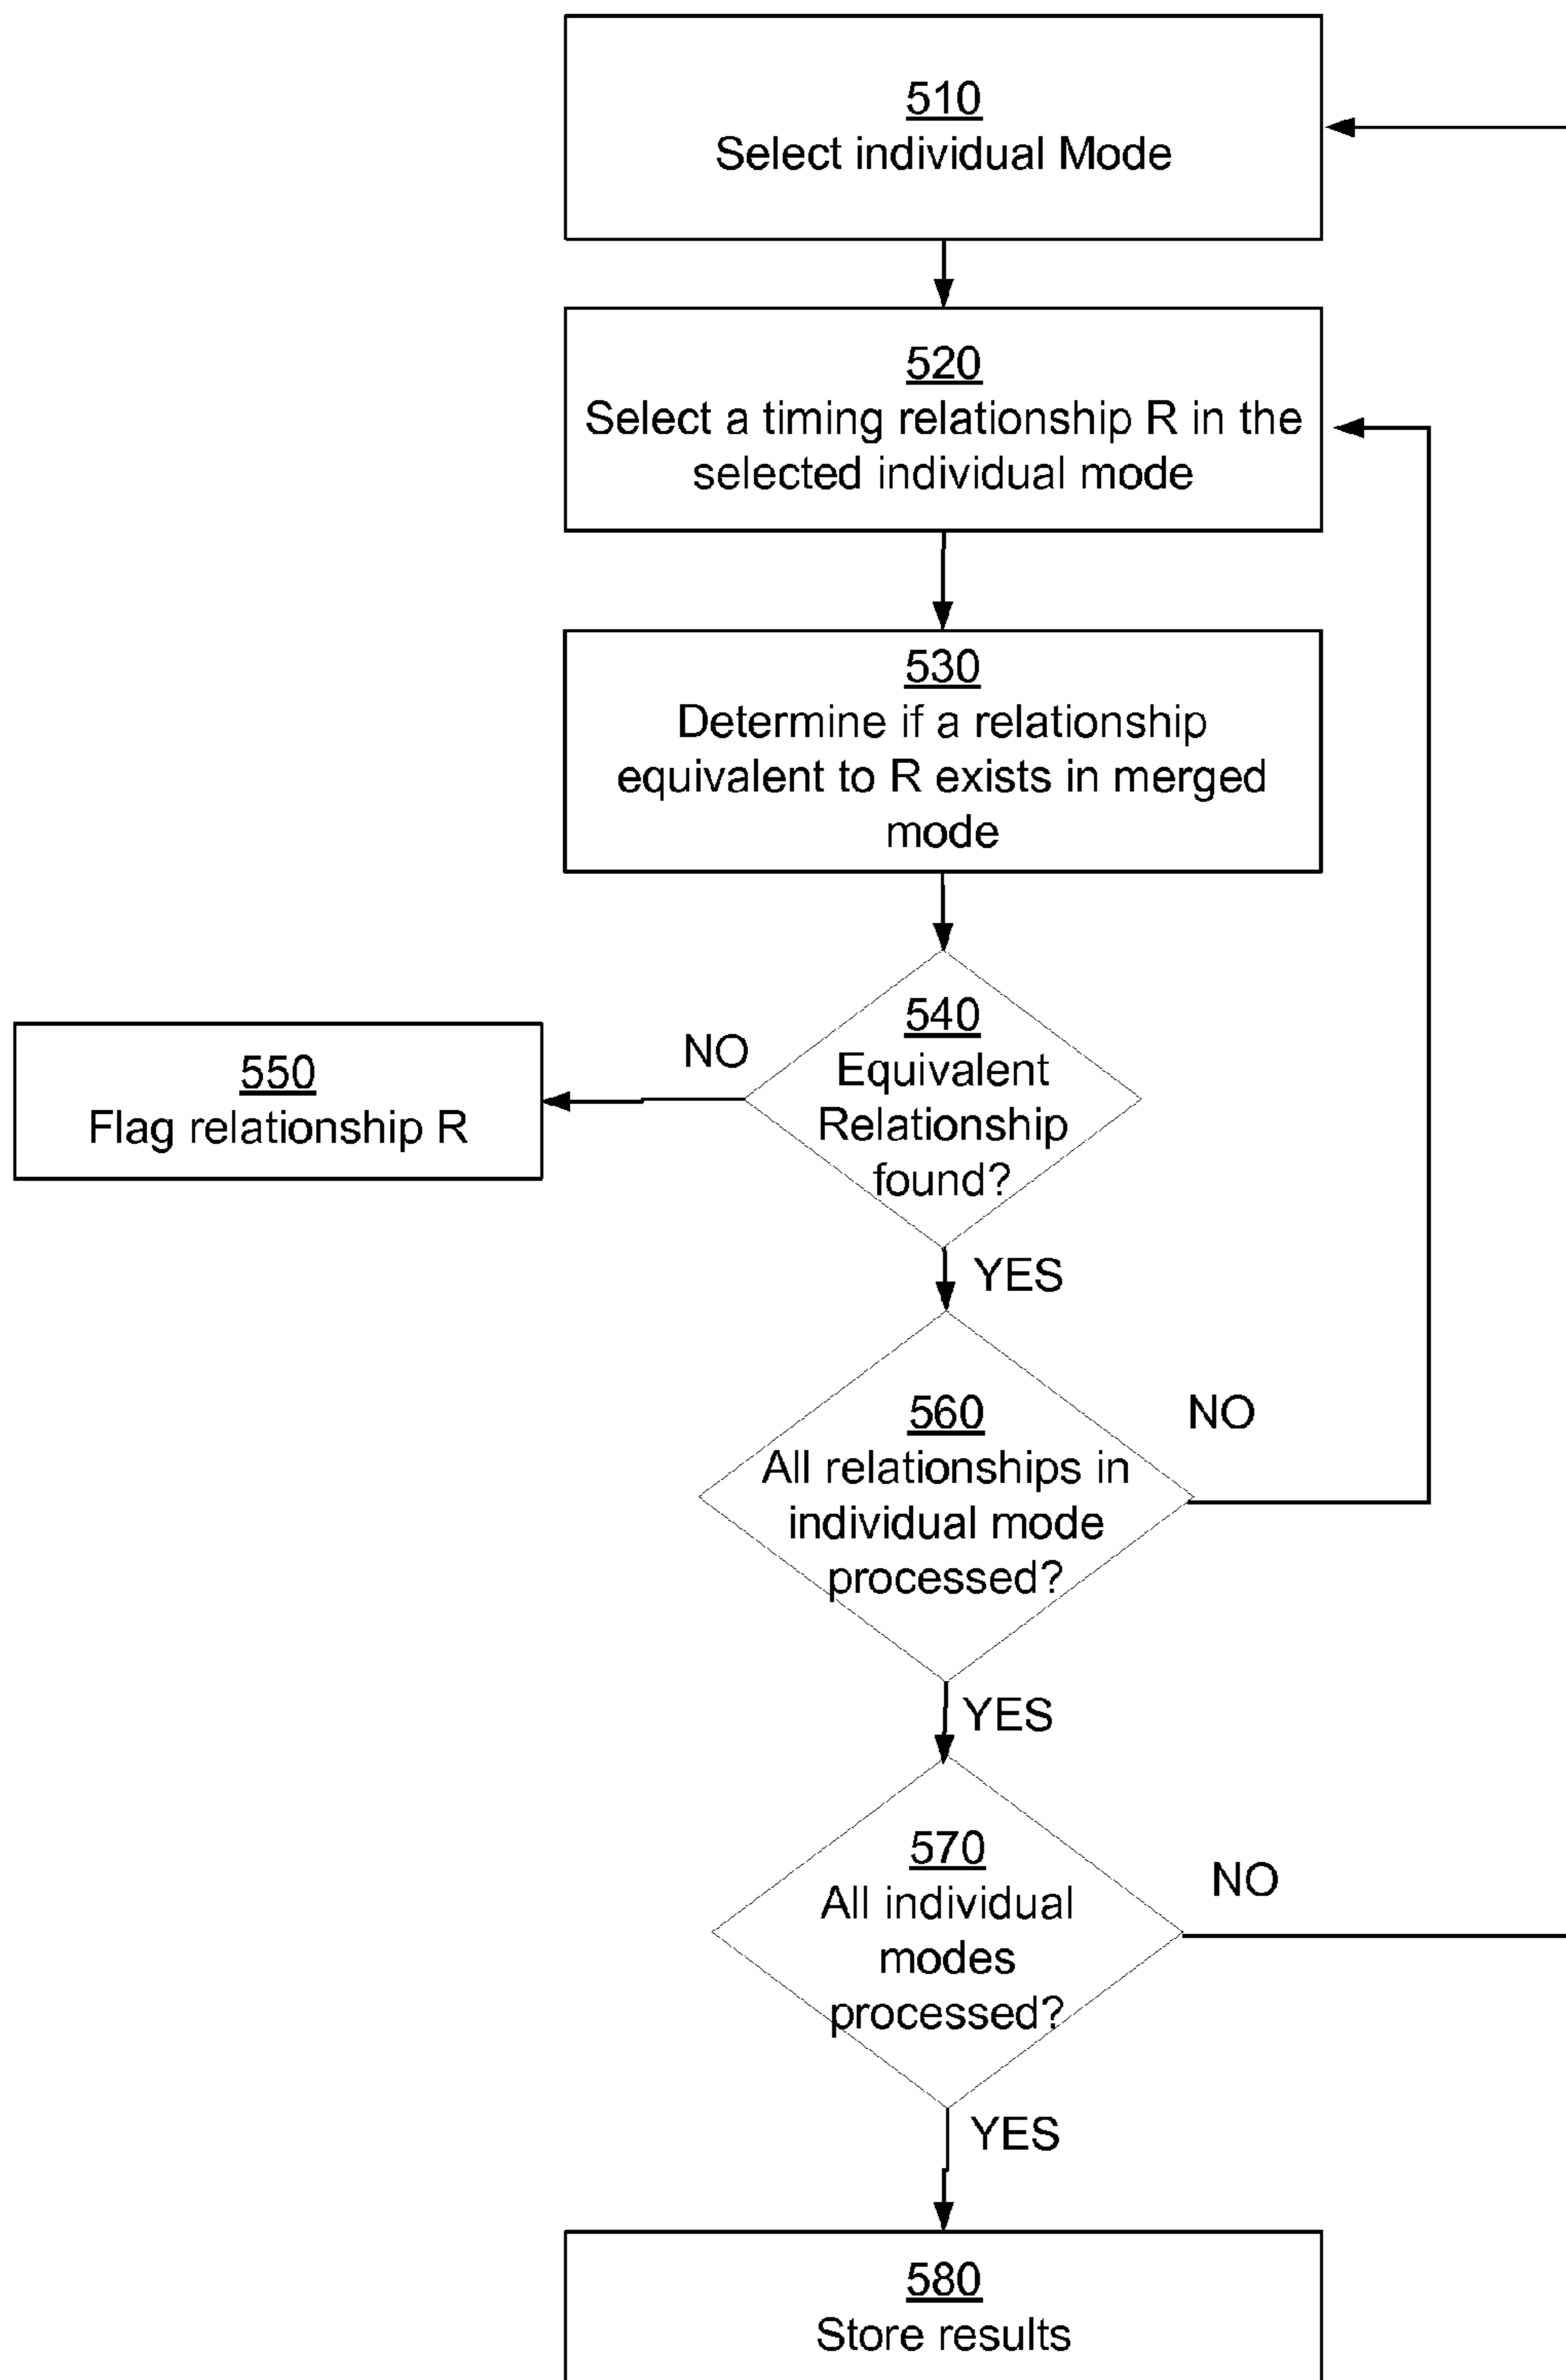 510
Select individual Mode
520
Select a timing relationship R in the
selected individual mode
530
Determine if a relationship
equivalent to R exists in merged
mode
540
Equivalent
Relationship
found?
NO
550
Flag relationship R
YES
560
All relationships in
individual mode
processed?
NO
YES
570
All individual
modes
processed?
NO
YES
580
Store results